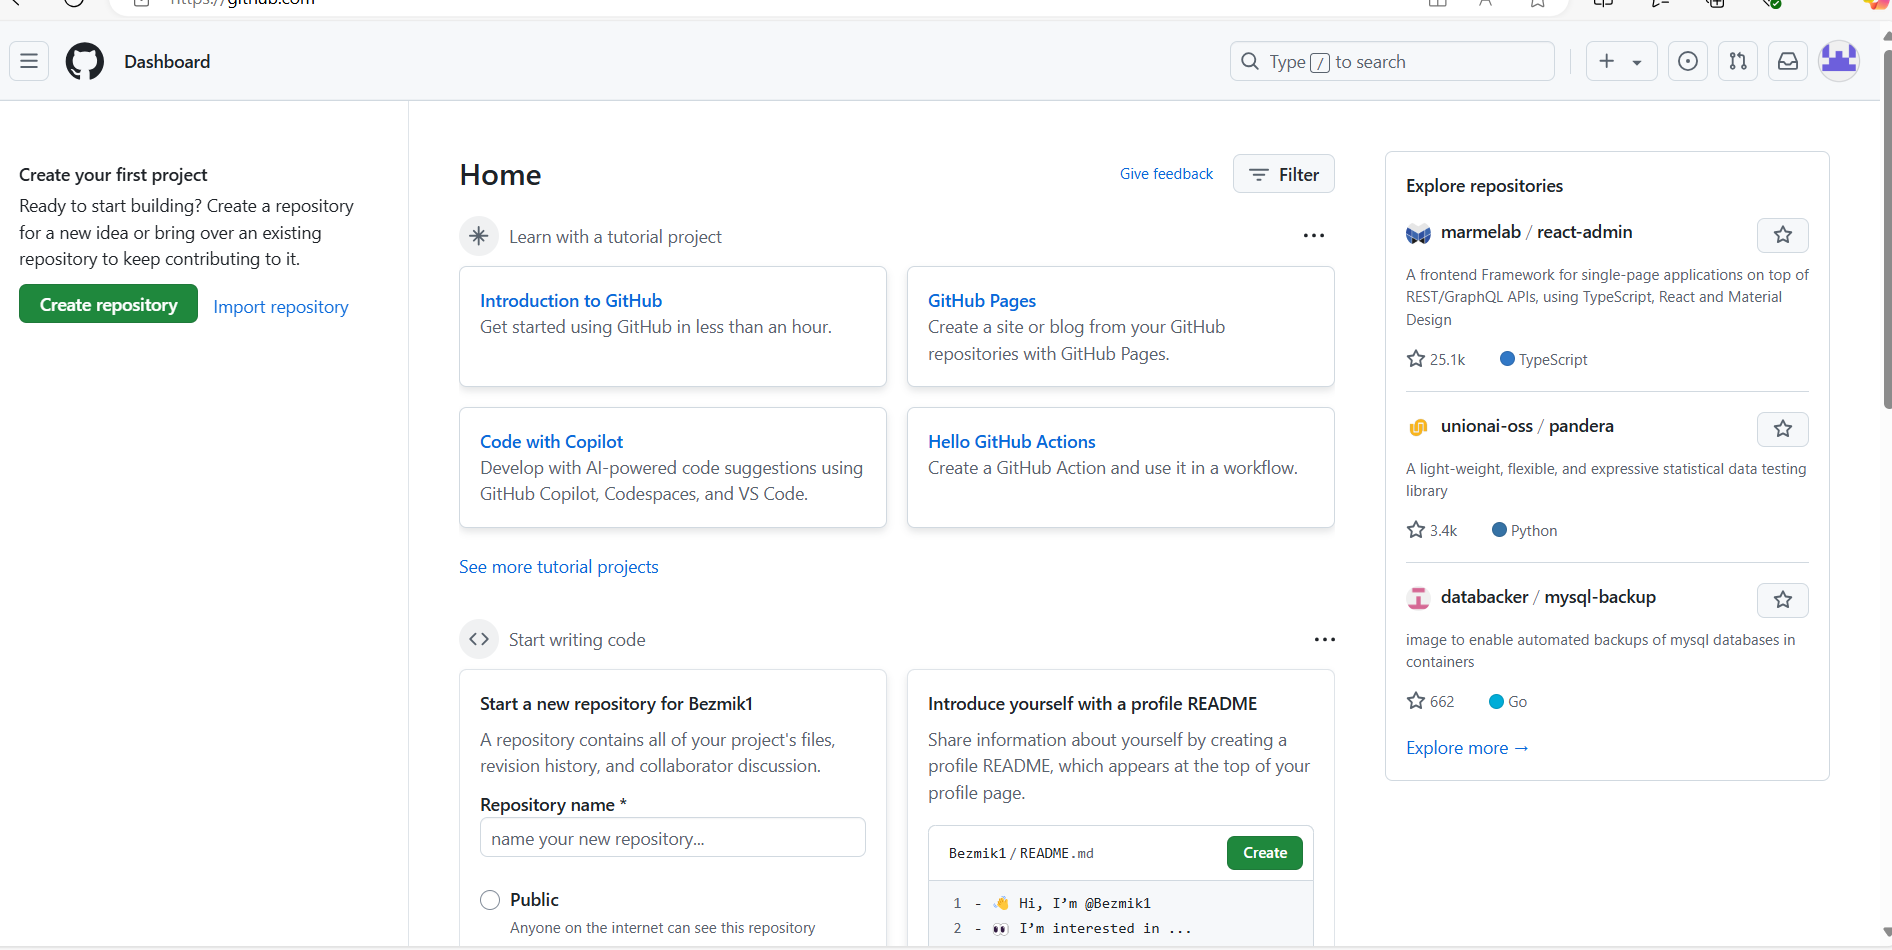 https://github.com
Dashboard
Type / to search
Create your first project
Ready to start building? Create a repository
for a new idea or bring over an existing
repository to keep contributing to it.
Create repository
Import repository
Home
Give feedback
Filter
Learn with a tutorial project
Introduction to GitHub
Get started using GitHub in less than an hour.
GitHub Pages
Create a site or blog from your GitHub
repositories with GitHub Pages.
Code with Copilot
Develop with AI-powered code suggestions using
GitHub Copilot, Codespaces, and VS Code.
Hello GitHub Actions
Create a GitHub Action and use it in a workflow.
See more tutorial projects
Start writing code
Start a new repository for Bezmik1
A repository contains all of your project's files,
revision history, and collaborator discussion.
Repository name *
name your new repository...
Public
Anyone on the internet can see this repository
Introduce yourself with a profile README
Share information about yourself by creating a
profile README, which appears at the top of your
profile page.
Bezmik1 / README.md
Create
1 - 👋 Hi, I’m @Bezmik1
2 - 👀 I’m interested in ...
Explore repositories
marmelab / react-admin
A frontend Framework for single-page applications on top of
REST/GraphQL APIs, using TypeScript, React and Material
Design
25.1k
TypeScript
unionai-oss / pandera
A light-weight, flexible, and expressive statistical data testing
library
3.4k
Python
databacker / mysql-backup
image to enable automated backups of mysql databases in
containers
662
Go
Explore more →